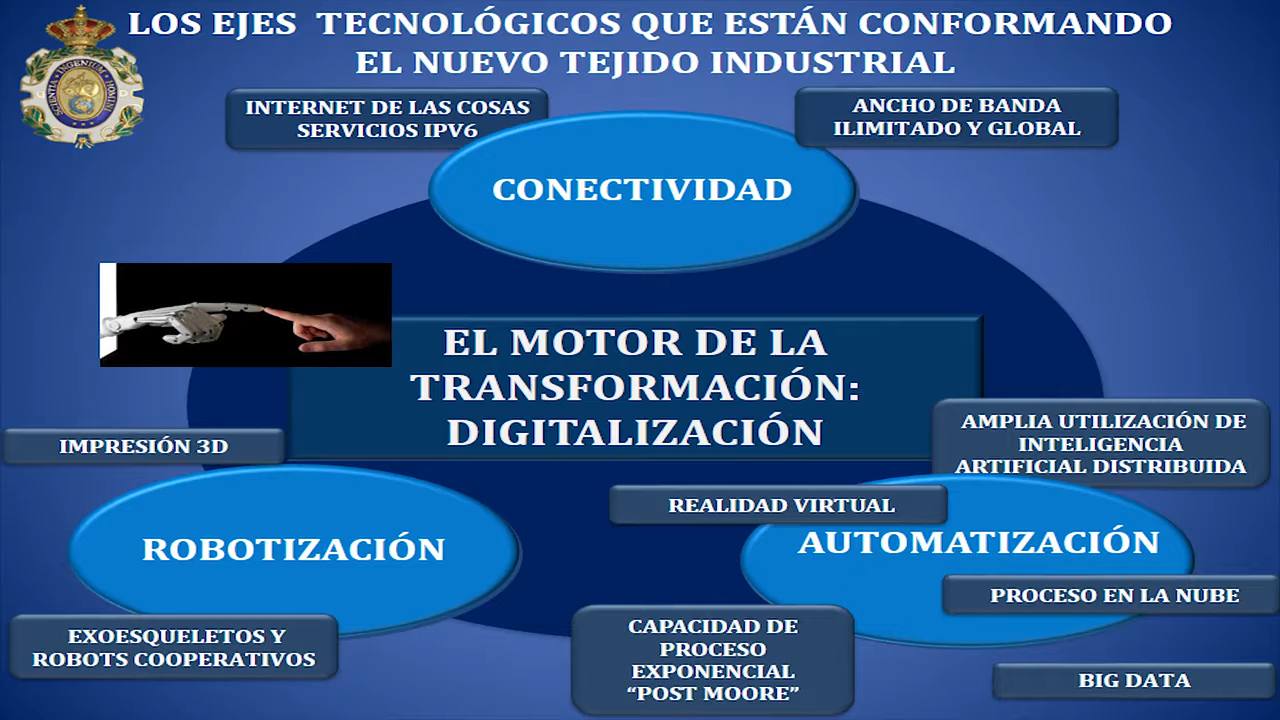 LOS EJES TECNOLÓGICOS QUE ESTÁN CONFORMANDO
EL NUEVO TEJIDO INDUSTRIAL
INTERNET DE LAS COSAS
SERVICIOS IPV6
ANCHO DE BANDA
ILIMITADO Y GLOBAL
CONECTIVIDAD
EL MOTOR DE LA
TRANSFORMACIÓN:
DIGITALIZACIÓN
IMPRESIÓN 3D
AMPLIA UTILIZACIÓN DE
INTELIGENCIA
ARTIFICIAL DISTRIBUIDA
REALIDAD VIRTUAL
ROBOTIZACIÓN
AUTOMATIZACIÓN
PROCESO EN LA NUBE
EXOESQUELETOS Y
ROBOTS COOPERATIVOS
CAPACIDAD DE
PROCESO
EXPONENCIAL
“POST MOORE”
BIG DATA